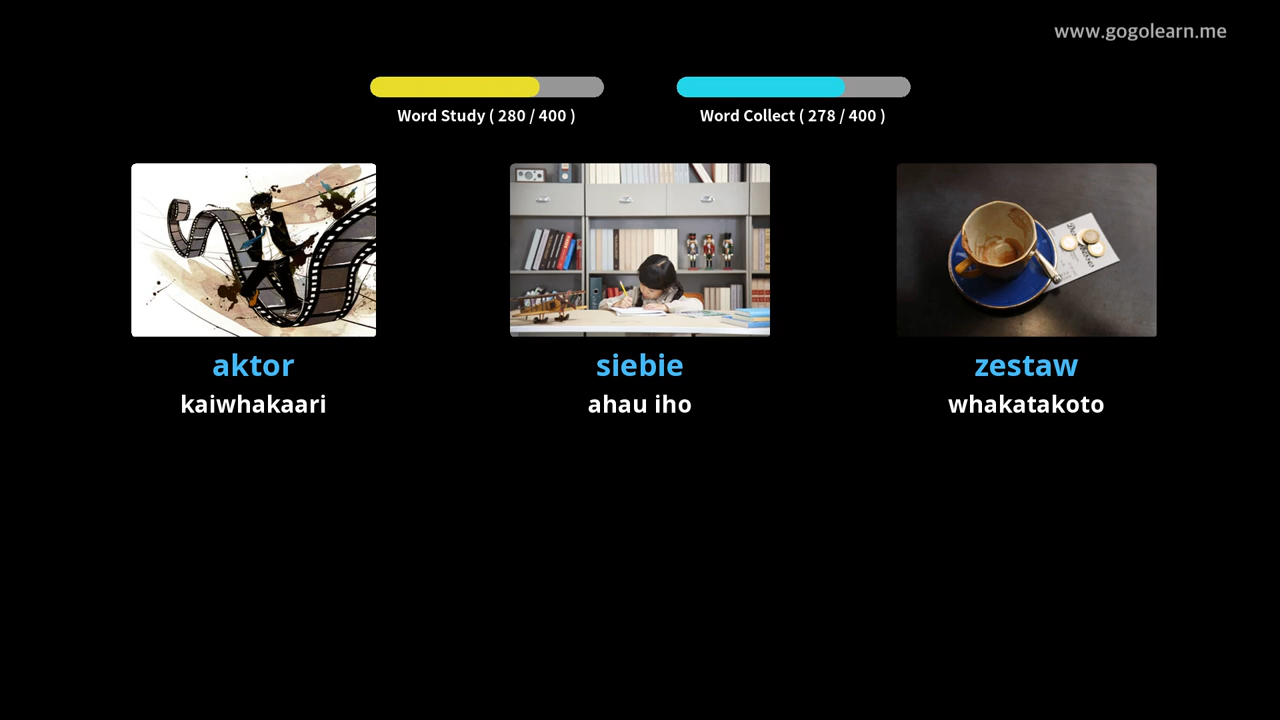 www.gogolearn.me
Word Study ( 280 / 400 )
Word Collect ( 278 / 400 )
aktor
siebie
zestaw
kaiwhakaari
ahau iho
whakatakoto